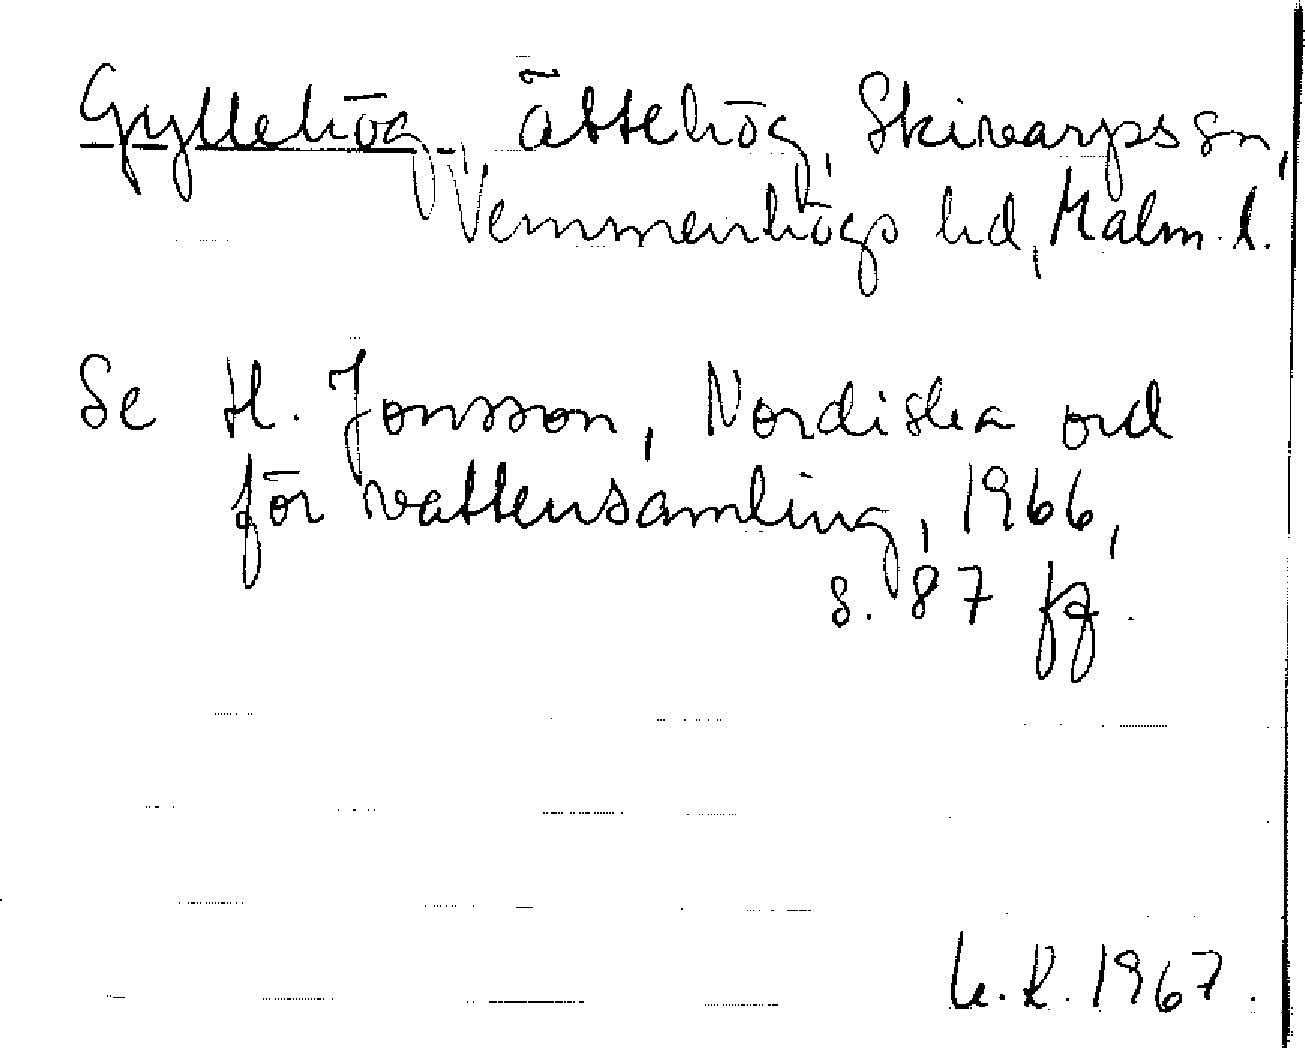 Gyllehög, ättehög, Skivarps sn,
Vemmenhögs hd, Malm. l.
Se H. Jonsson, Nordiska ord
för vattensamling, 1966,
s. 87 ff.
R. 1967.